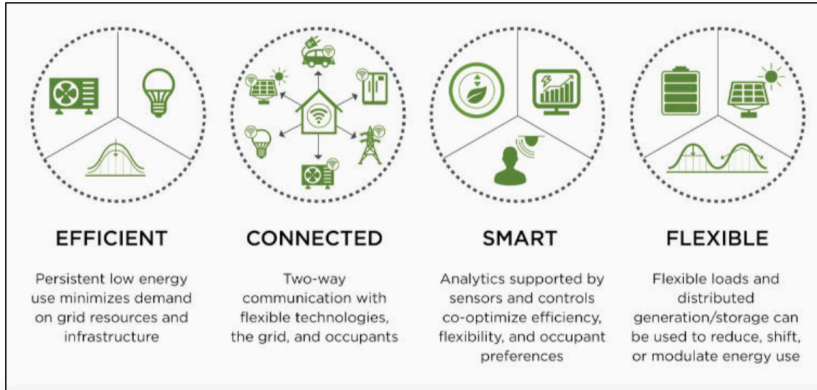 EFFICIENT
Persistent low energy
use minimizes demand
on grid resources and
infrastructure
CONNECTED
Two-way
communication with
flexible technologies,
the grid, and occupants
SMART
Analytics supported by
sensors and controls
co-optimize efficiency,
flexibility, and occupant
preferences
FLEXIBLE
Flexible loads and
distributed
generation/storage can
be used to reduce, shift,
or modulate energy use